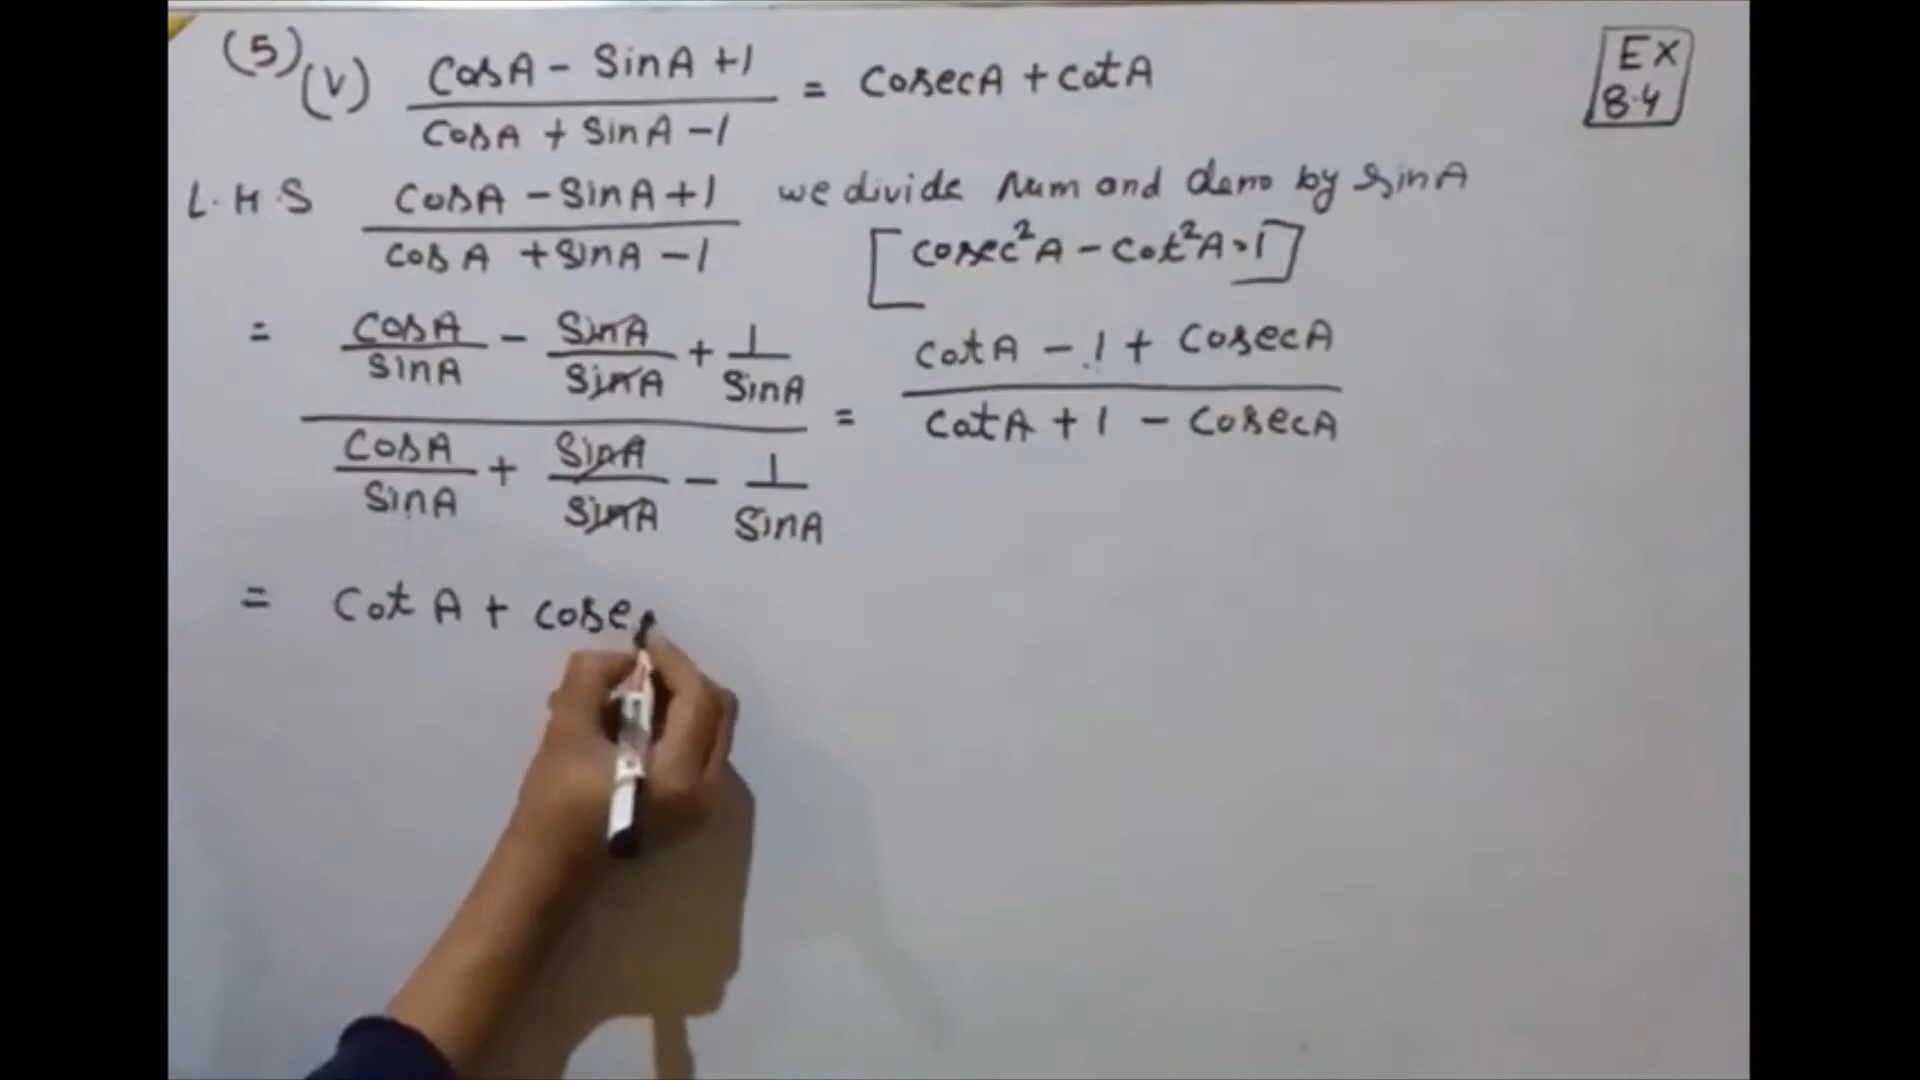 (5) (V) CosA - SinA + 1 / CosA + SinA - 1 = CosecA + CotA
EX 8.4
L.H.S CosA - SinA + 1 / CosA + SinA - 1 we divide Num and deno by SinA
[cosec²A - Cot²A = 1]
= CosA/SinA - SinA/SinA + 1/SinA / CosA/SinA + SinA/SinA - 1/SinA = CotA - 1 + CosecA / CotA + 1 - CosecA
= Cot A + cose